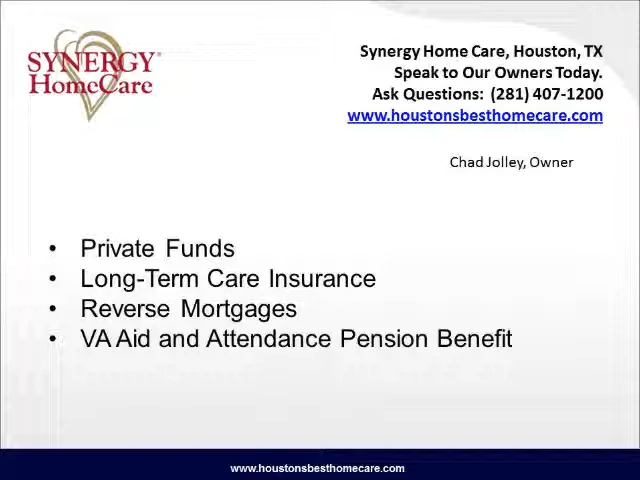 SYNERGY®
HomeCare
Synergy Home Care, Houston, TX
Speak to Our Owners Today.
Ask Questions: (281) 407-1200
www.houstonsbesthomecare.com
Chad Jolley, Owner
• Private Funds
• Long-Term Care Insurance
• Reverse Mortgages
• VA Aid and Attendance Pension Benefit
www.houstonsbesthomecare.com